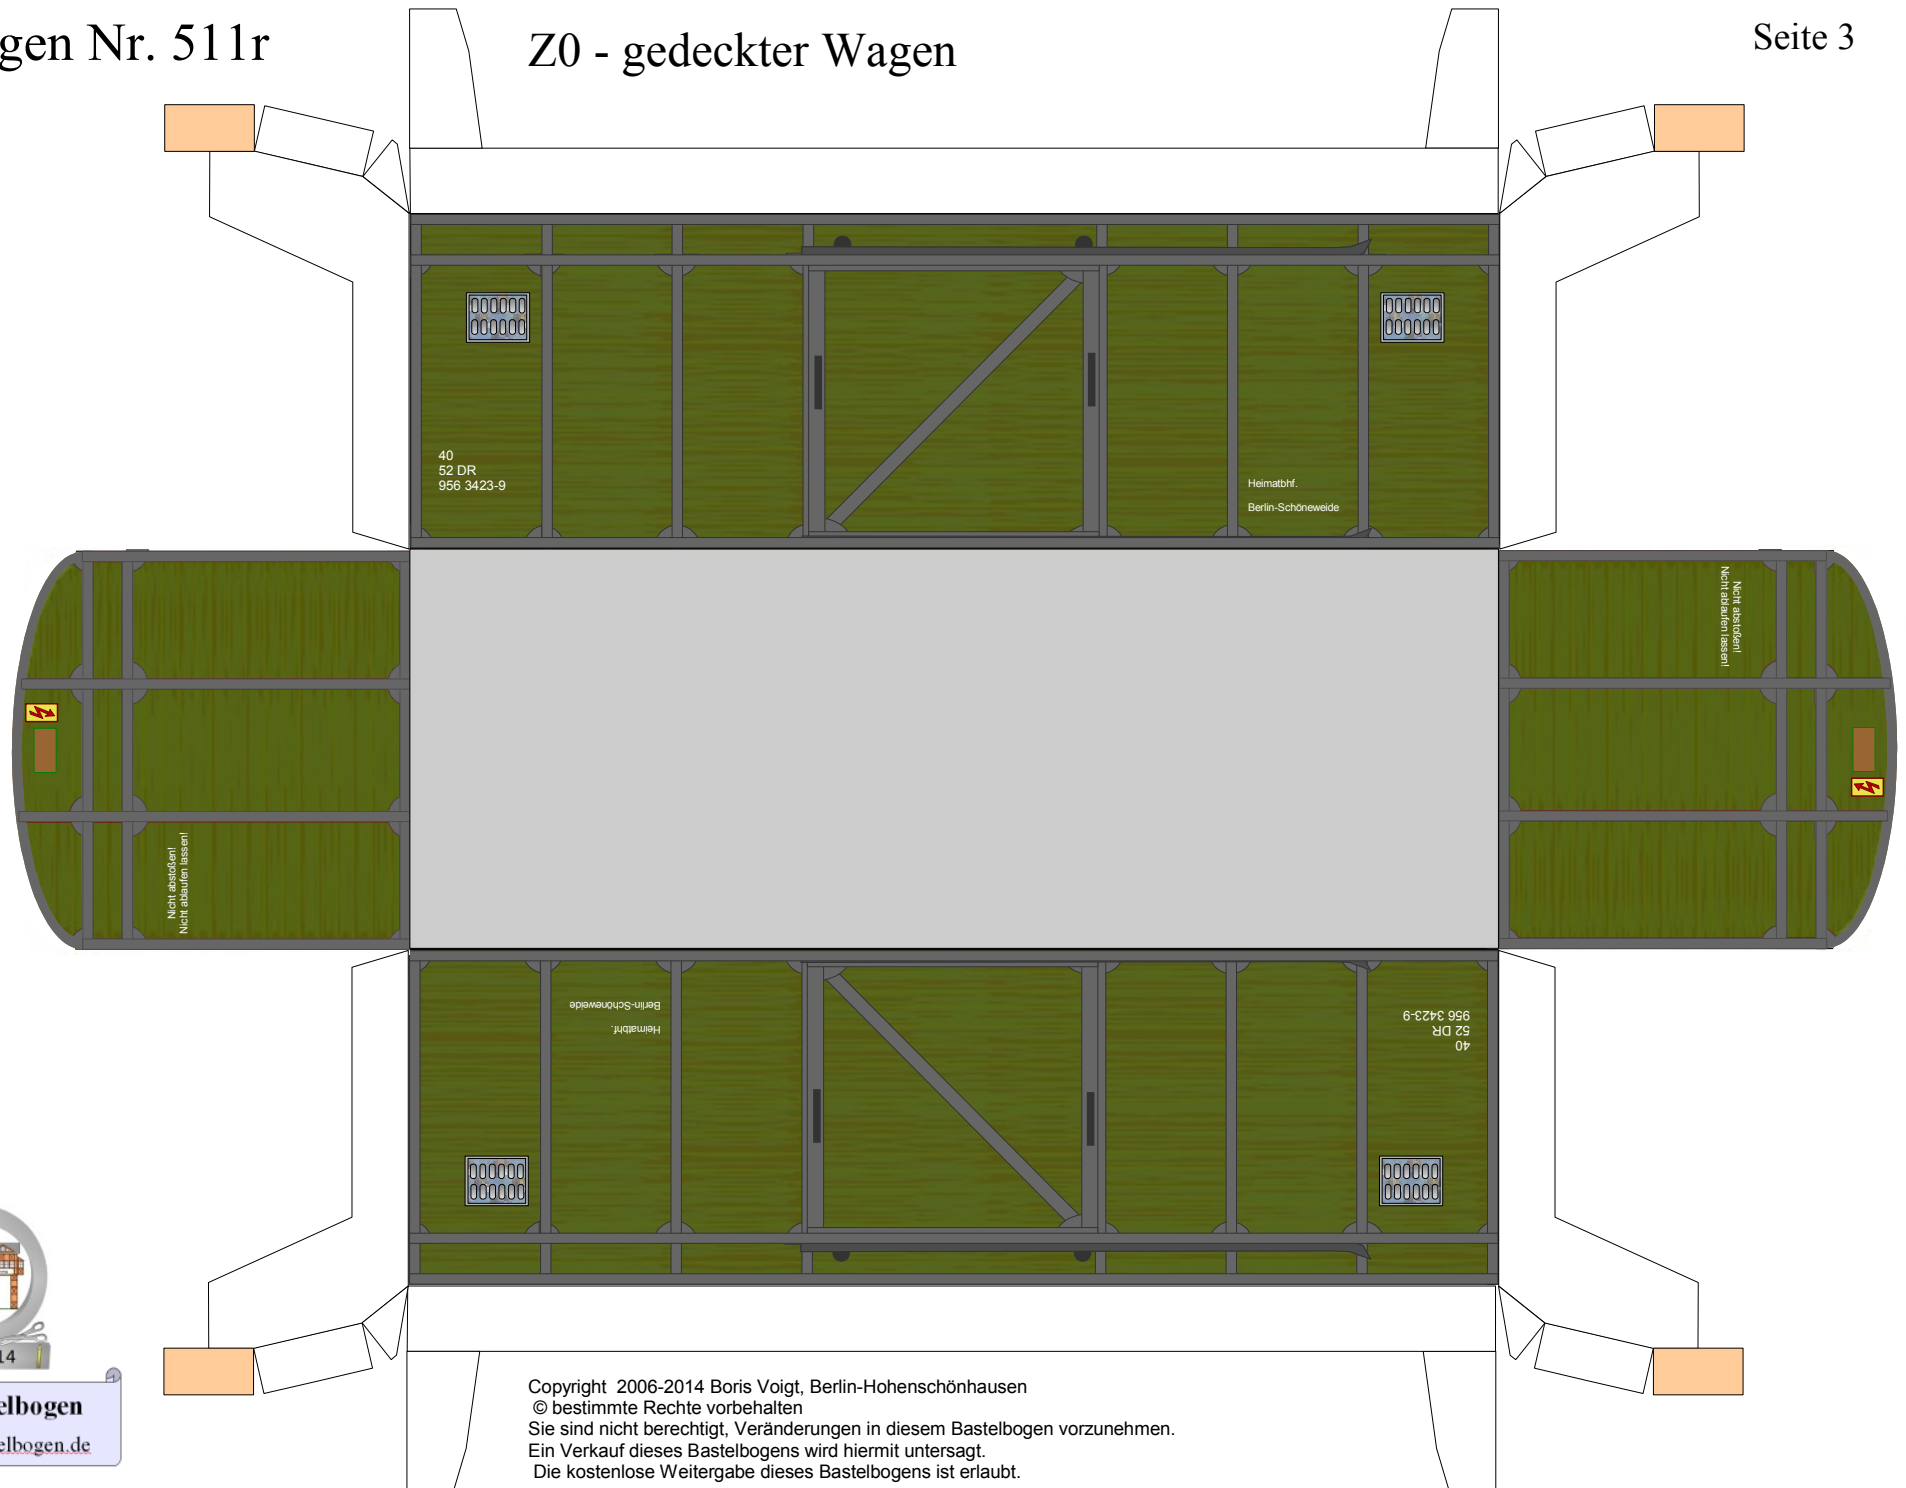 gen Nr. 511r
Z0 - gedeckter Wagen
Seite 3
40
52 DR
956 3423-9
Heimatbhf.
Berlin-Schöneweide
Nicht abstoßen!
Nicht ablaufen lassen!
Nicht abstoßen!
Nicht ablaufen lassen!
Heimatbhf.
Berlin-Schöneweide
40
52 DR
956 3423-9
14
elbogen
elbogen.de
Copyright 2006-2014 Boris Voigt, Berlin-Hohenschönhausen
© bestimmte Rechte vorbehalten
Sie sind nicht berechtigt, Veränderungen in diesem Bastelbogen vorzunehmen.
Ein Verkauf dieses Bastelbogens wird hiermit untersagt.
Die kostenlose Weitergabe dieses Bastelbogens ist erlaubt.